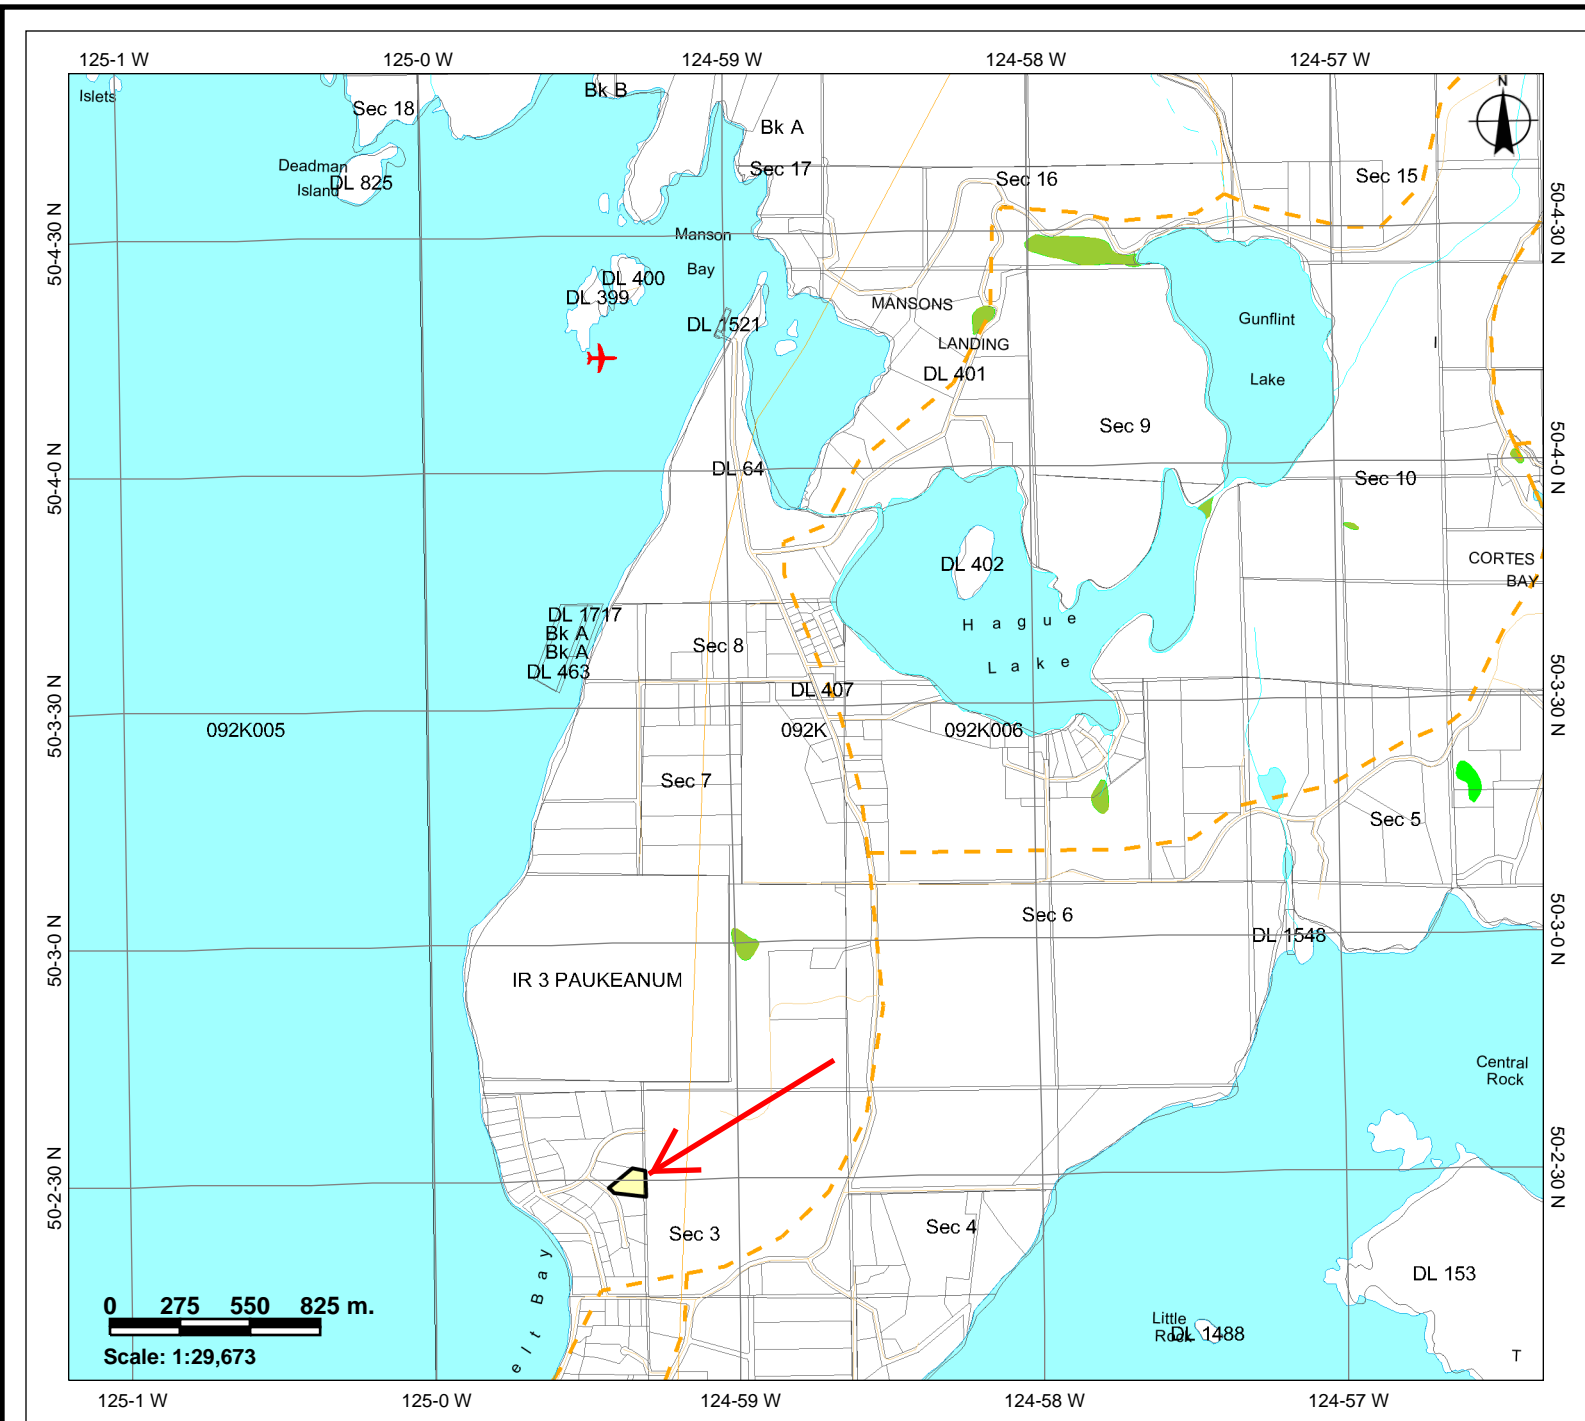 125-1 W 125-0 W 124-59 W 124-58 W 124-57 W
Islets
Sec 18
Bk B
Bk A
N
Deadman
Island
DL 825
Sec 17
Sec 16
Sec 15
50-4-30 N
50-4-30 N
Manson
Bay
DL 400
DL 399
DL 1521
MANSONS
LANDING
DL 401
Gunflint
Lake
I
Sec 9
50-4-0 N
50-4-0 N
DL 64
Sec 10
DL 402
CORTES
BAY
Hague
Lake
DL 1717
Bk A
Bk A
DL 463
Sec 8
DL 407
50-3-30 N
50-3-30 N
092K005
092K
092K006
Sec 7
Sec 5
Sec 6
DL 1548
50-3-0 N
50-3-0 N
IR 3 PAUKEANUM
Central
Rock
50-2-30 N
50-2-30 N
Sec 3
Sec 4
DL 153
elt Bay
Little
Rock
DL 1488
T
0 275 550 825 m.
Scale: 1:29,673
125-1 W 125-0 W 124-59 W 124-58 W 124-57 W